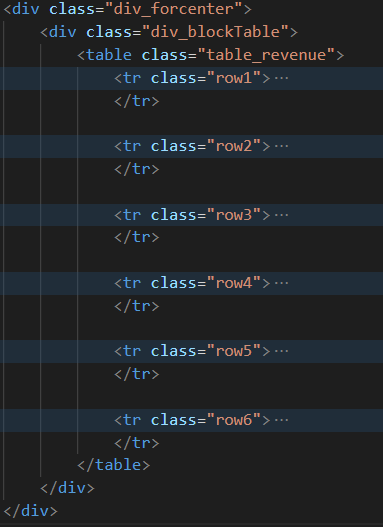 <div class="div_forcenter">
<div class="div_blockTable">
<table class="table_revenue">
<tr class="row1">···
</tr>
<tr class="row2">···
</tr>
<tr class="row3">···
</tr>
<tr class="row4">···
</tr>
<tr class="row5">···
</tr>
<tr class="row6">···
</tr>
</table>
</div>
</div>